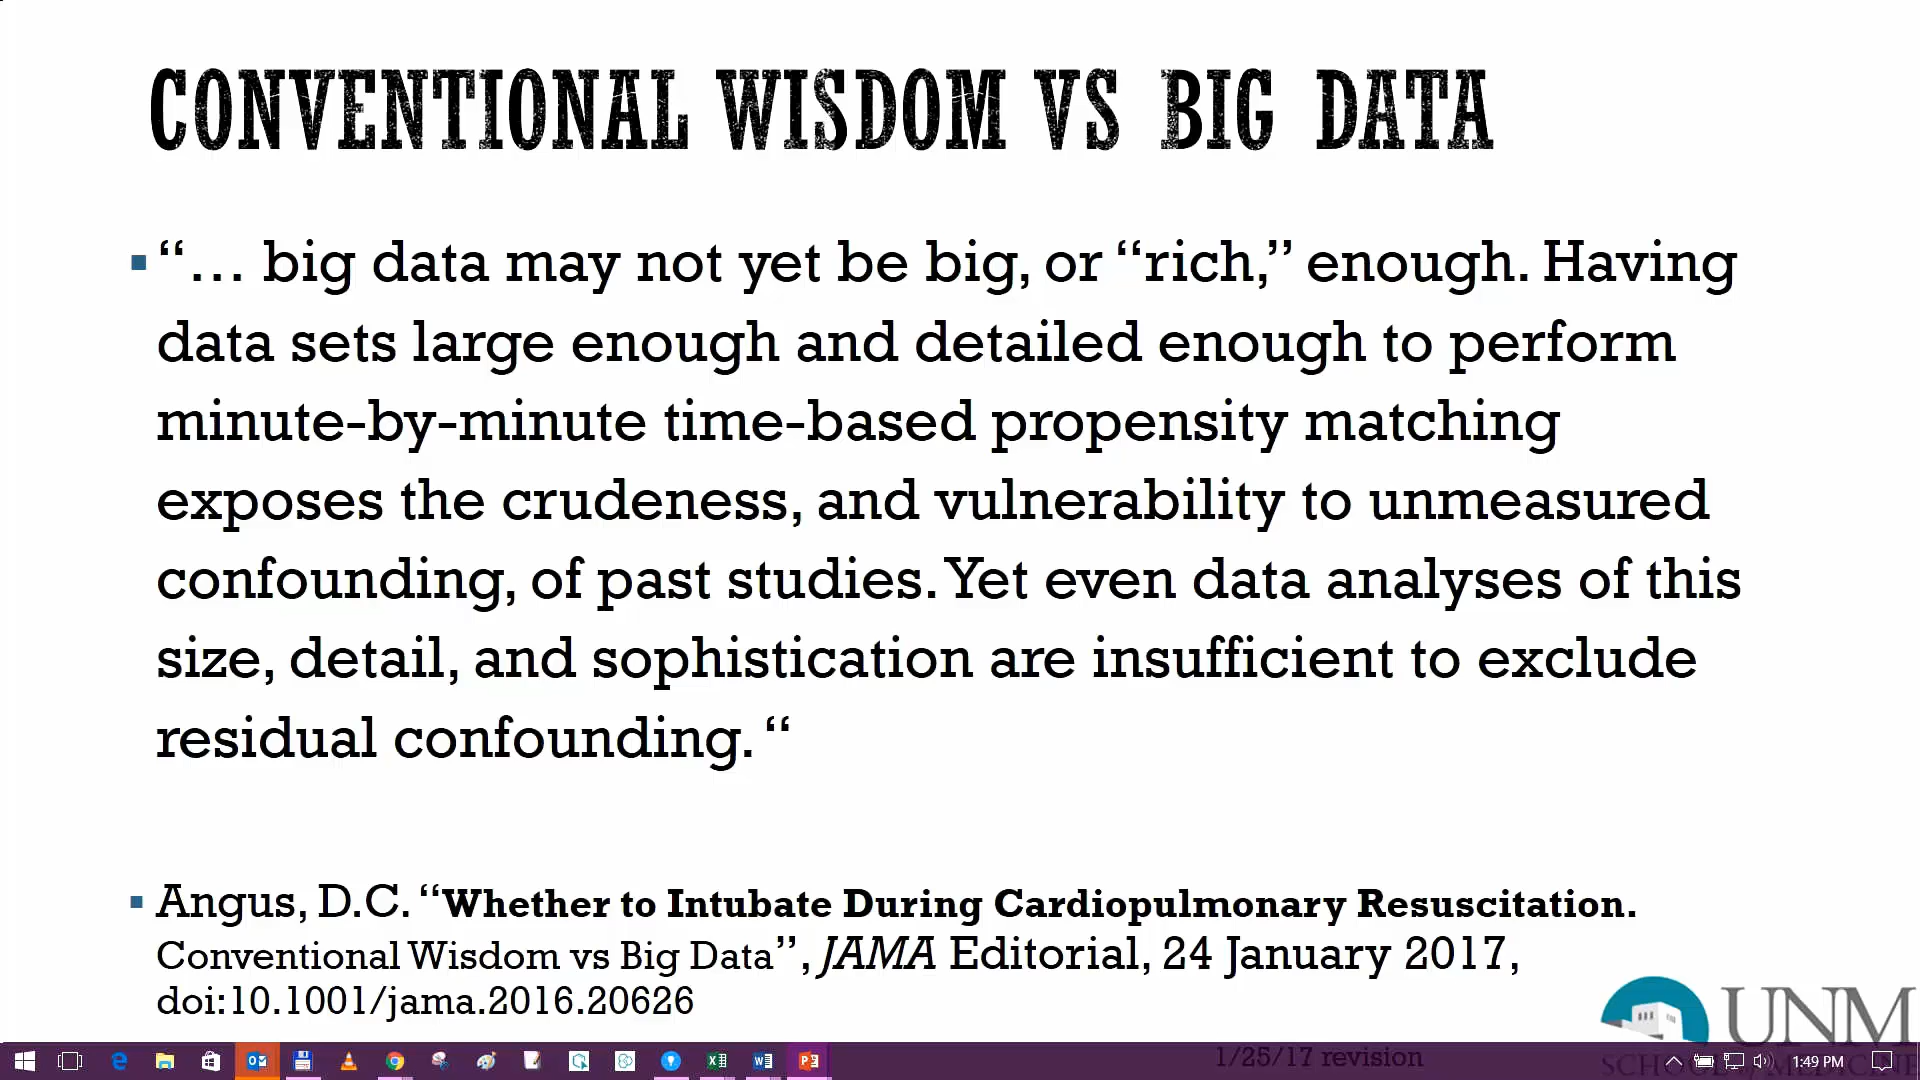 CONVENTIONAL WISDOM VS BIG DATA
“… big data may not yet be big, or “rich,” enough. Having
data sets large enough and detailed enough to perform
minute-by-minute time-based propensity matching
exposes the crudeness, and vulnerability to unmeasured
confounding, of past studies. Yet even data analyses of this
size, detail, and sophistication are insufficient to exclude
residual confounding. “
Angus, D.C. “Whether to Intubate During Cardiopulmonary Resuscitation.
Conventional Wisdom vs Big Data”, JAMA Editorial, 24 January 2017,
doi:10.1001/jama.2016.20626
UNM
SCHOOL of MEDICINE
1/25/17 revision
1:49 PM